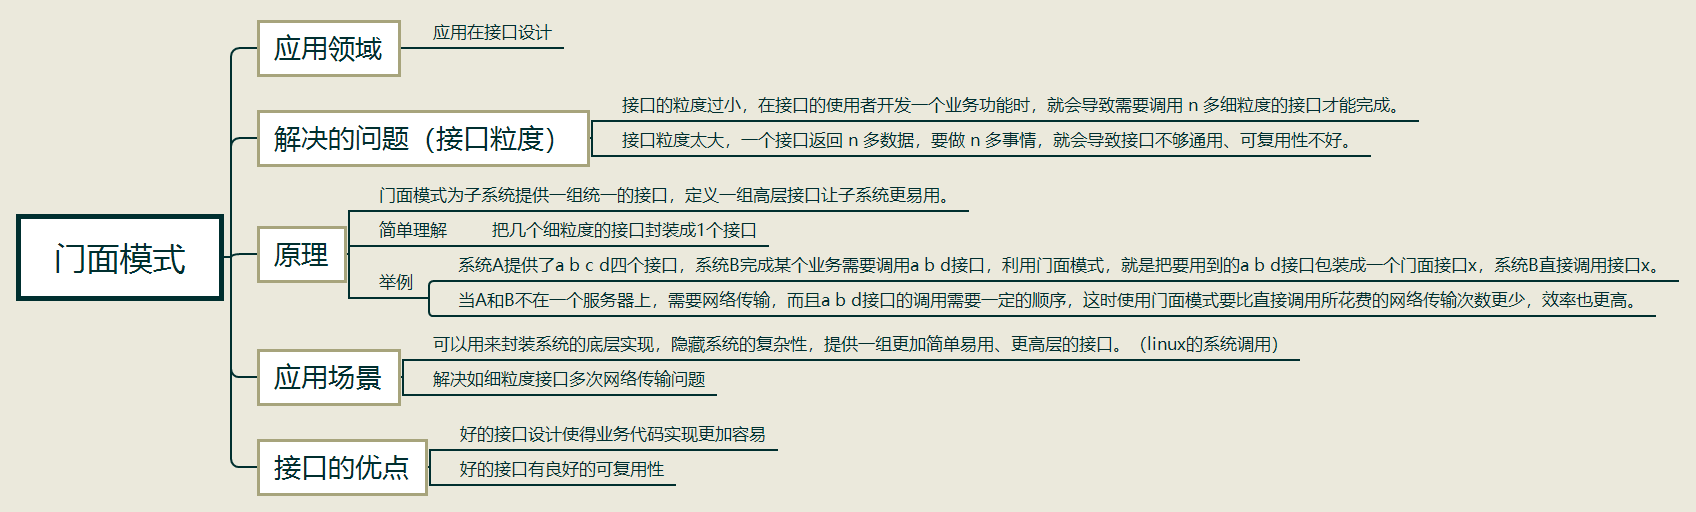 门面模式
应用领域
应用在接口设计
解决的问题（接口粒度）
接口的粒度过小，在接口的使用者开发一个业务功能时，就会导致需要调用 n 多细粒度的接口才能完成。
接口粒度太大，一个接口返回 n 多数据，要做 n 多事情，就会导致接口不够通用、可复用性不好。
原理
门面模式为子系统提供一组统一的接口，定义一组高层接口让子系统更易用。
简单理解
把几个细粒度的接口封装成1个接口
举例
系统A提供了a b c d四个接口，系统B完成某个业务需要调用a b d接口，利用门面模式，就是把要用到的a b d接口包装成一个门面接口x，系统B直接调用接口x。
当A和B不在一个服务器上，需要网络传输，而且a b d接口的调用需要一定的顺序，这时使用门面模式要比直接调用所花费的网络传输次数更少，效率也更高。
应用场景
可以用来封装系统的底层实现，隐藏系统的复杂性，提供一组更加简单易用、更高层的接口。（linux的系统调用）
解决如细粒度接口多次网络传输问题
接口的优点
好的接口设计使得业务代码实现更加容易
好的接口有良好的可复用性